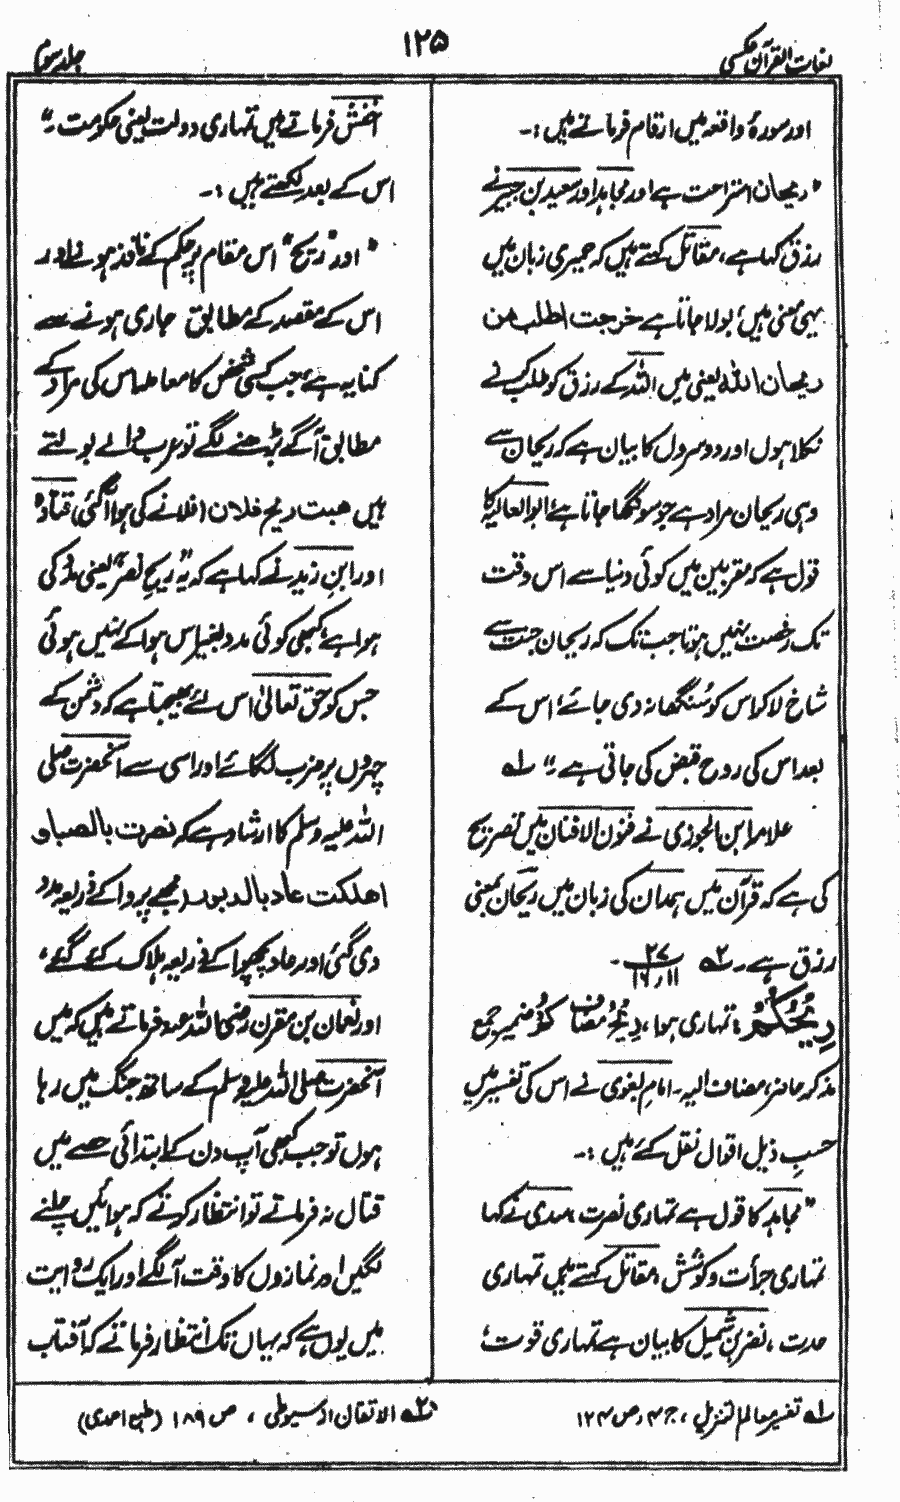 لغات القرآن عکسی
۱۲۵
جلد سوم
اور سورۂ واقعہ میں ارقام فرماتے ہیں :۔
" ریحان استراحت ہے اور مجاہد اور سعید بن جبیر نے
رزق کہا ہے، مقاتل کہتے ہیں کہ حمیری زبان میں
یہی معنی ہیں، بولا جاتا ہے خرجت اطلب من
ریحان اللہ یعنی میں اللہ کے رزق کو طلب کرنے
نکلا ہوں اور دوسروں کا بیان ہے کہ ریحان سے
وہی ریحان مراد ہے جو سونگھا جاتا ہے، ابو العالیہ کا
قول ہے کہ مقربین میں کوئی دنیا سے اس وقت
تک رخصت نہیں ہوتا جب تک کہ ریحان جنت سے
شاخ لاکر اس کو سنگھا نہ دی جائے، اس کے
بعد اس کی روح قبض کی جاتی ہے۔" لہ
علامہ ابن الجوزی نے فنون الافنان میں تصریح
کی ہے کہ قرآن میں ہمدان کی زبان میں ریحان بمعنی
رزق ہے۔ ۲ہ ۲۷
۱۱ ۱۶
رِیْحُکُمْ : تمہاری ہوا، رِیْحُ مضاف کُمْ ضمیر جمع
مذکر حاضر، مضاف الیہ۔ امام بغوی نے اس کی تفسیر میں
حسبِ ذیل اقوال نقل کئے ہیں :۔
" مجاہد کا قول ہے تمہاری نصرت، سدی نے کہا
تمہاری جرأت و کوشش، مقاتل کہتے ہیں تمہاری
حدت، نضر بن شمیل کا بیان ہے تمہاری قوت،
اخفش فرماتے ہیں تمہاری دولت یعنی حکومت۔"
اس کے بعد لکھتے ہیں :۔
" اور "ریح" اس مقام پر حکم کے نافذ ہونے اور
اس کے مقصد کے مطابق جاری ہونے سے
کنایہ ہے، جب کسی شخص کا معاملہ اس کی مراد کے
مطابق آگے بڑھنے لگے تو عرب والے بولتے
ہیں ھبت ریح فلان (فلانے کی ہوا آگئی) قتادہ
اور ابن زید نے کہا ہے کہ یہ "ریحِ نصر" یعنی مدد کی
ہوا ہے، کبھی کوئی مدد بغیر اس ہوا کے نہیں ہوئی
جس کو حق تعالیٰ اس لئے بھیجتا ہے کہ دشمن کے
چہروں پر ضرب لگائے اور اسی سے آنحضرت صلی
اللہ علیہ وسلم کا ارشاد ہے کہ نصرت بالصبا و
اھلکت عاد بالدبور (مجھے پروا کے ذریعہ مدد
دی گئی اور عاد پچھوا کے ذریعہ ہلاک کئے گئے،
اور نعمان بن مقرن رضی اللہ عنہ فرماتے ہیں کہ میں
آنحضرت صلی اللہ علیہ وسلم کے ساتھ جنگ میں رہا
ہوں تو جب کبھی آپ دن کے ابتدائی حصے میں
قتال نہ فرماتے تو انتظار کرتے کہ ہوائیں چلنے
لگیں اور نمازوں کا وقت آلگے اور ایک روایت
میں یوں ہے کہ یہاں تک انتظار فرماتے کہ آفتاب
لہ تفسیر معالم التنزیل، ج ۳، ص ۱۲۴
۲ہ الاتقان از سیوطی ، ص ۱۸۹ (طبع احمدی)